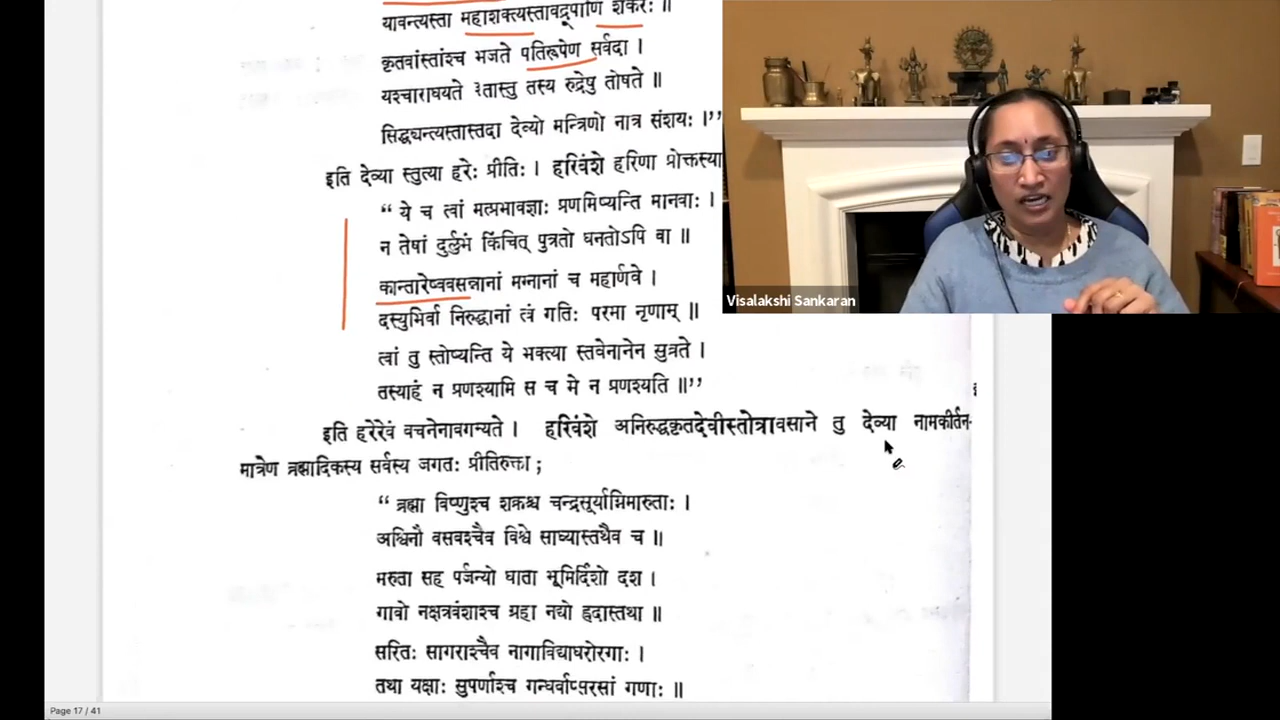 यावन्त्यस्ता महाशक्त्यस्तावद्रूपाणि शंकरः ॥
कृतवांस्तांश्च भजते पतिरूपेण सर्वदा ।
यश्चाराधयते तास्तु तस्य रुद्रेषु तोषते ॥
सिद्ध्यन्त्यस्तास्तदा देव्यो मन्त्रिणो नात्र संशयः ।”
इति देव्या स्तुत्या हरेः प्रीतिः । हरिवंशे हरिणा प्रोक्तस्या
“ ये च त्वां मत्प्रभावज्ञाः प्रणमिष्यन्ति मानवाः ।
न तेषां दुर्लभं किंचित् पुत्रतो धनतोऽपि वा ॥
कान्तारेष्ववसन्नानां मग्नानां च महार्णवे ।
दस्युभिर्वा निरुद्धानां त्वं गतिः परमा नृणाम् ॥
त्वां तु स्तोष्यन्ति ये भक्त्या स्तवेनानेन सुव्रते ।
तस्याहं न प्रणश्यामि स च मे न प्रणश्यति ॥”
इति हरेरेवं वचनेनावगम्यते । हरिवंशे अनिरुद्धकृतदेवीस्तोत्रावसाने तु देव्या नामकीर्तन-
मात्रेण ब्रह्मादिकस्य सर्वस्य जगतः प्रीतिरुक्ता ;
“ ब्रह्मा विष्णुश्च शक्रश्च चन्द्रसूर्याग्निमारुताः ।
अश्विनौ वसवश्चैव विश्वे साध्यास्तथैव च ॥
मरुता सह पर्जन्यो धाता भूमिर्दिशो दश ।
गावो नक्षत्रवंशाश्च ग्रहा नद्यो ह्रदास्तथा ॥
सरितः सागराश्चैव नागाविद्याधरोरगाः ।
तथा यक्षाः सुपर्णाश्च गन्धर्वाप्सरसां गणाः ॥
Visalakshi Sankaran
Page 17 / 41